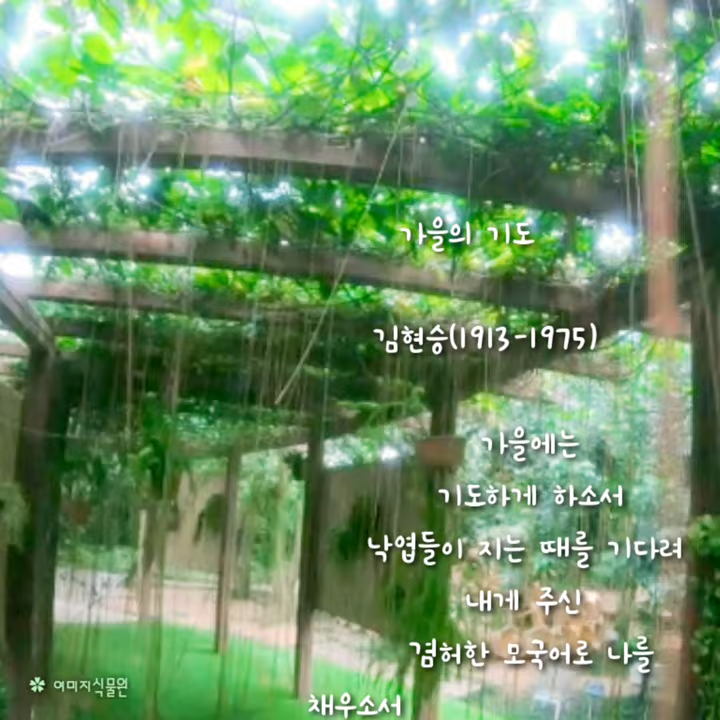 가을의 기도
김현승(1913-1975)
가을에는
기도하게 하소서
낙엽들이 지는 때를 기다려
내게 주신
겸허한 모국어로 나를
채우소서
여미지식물원